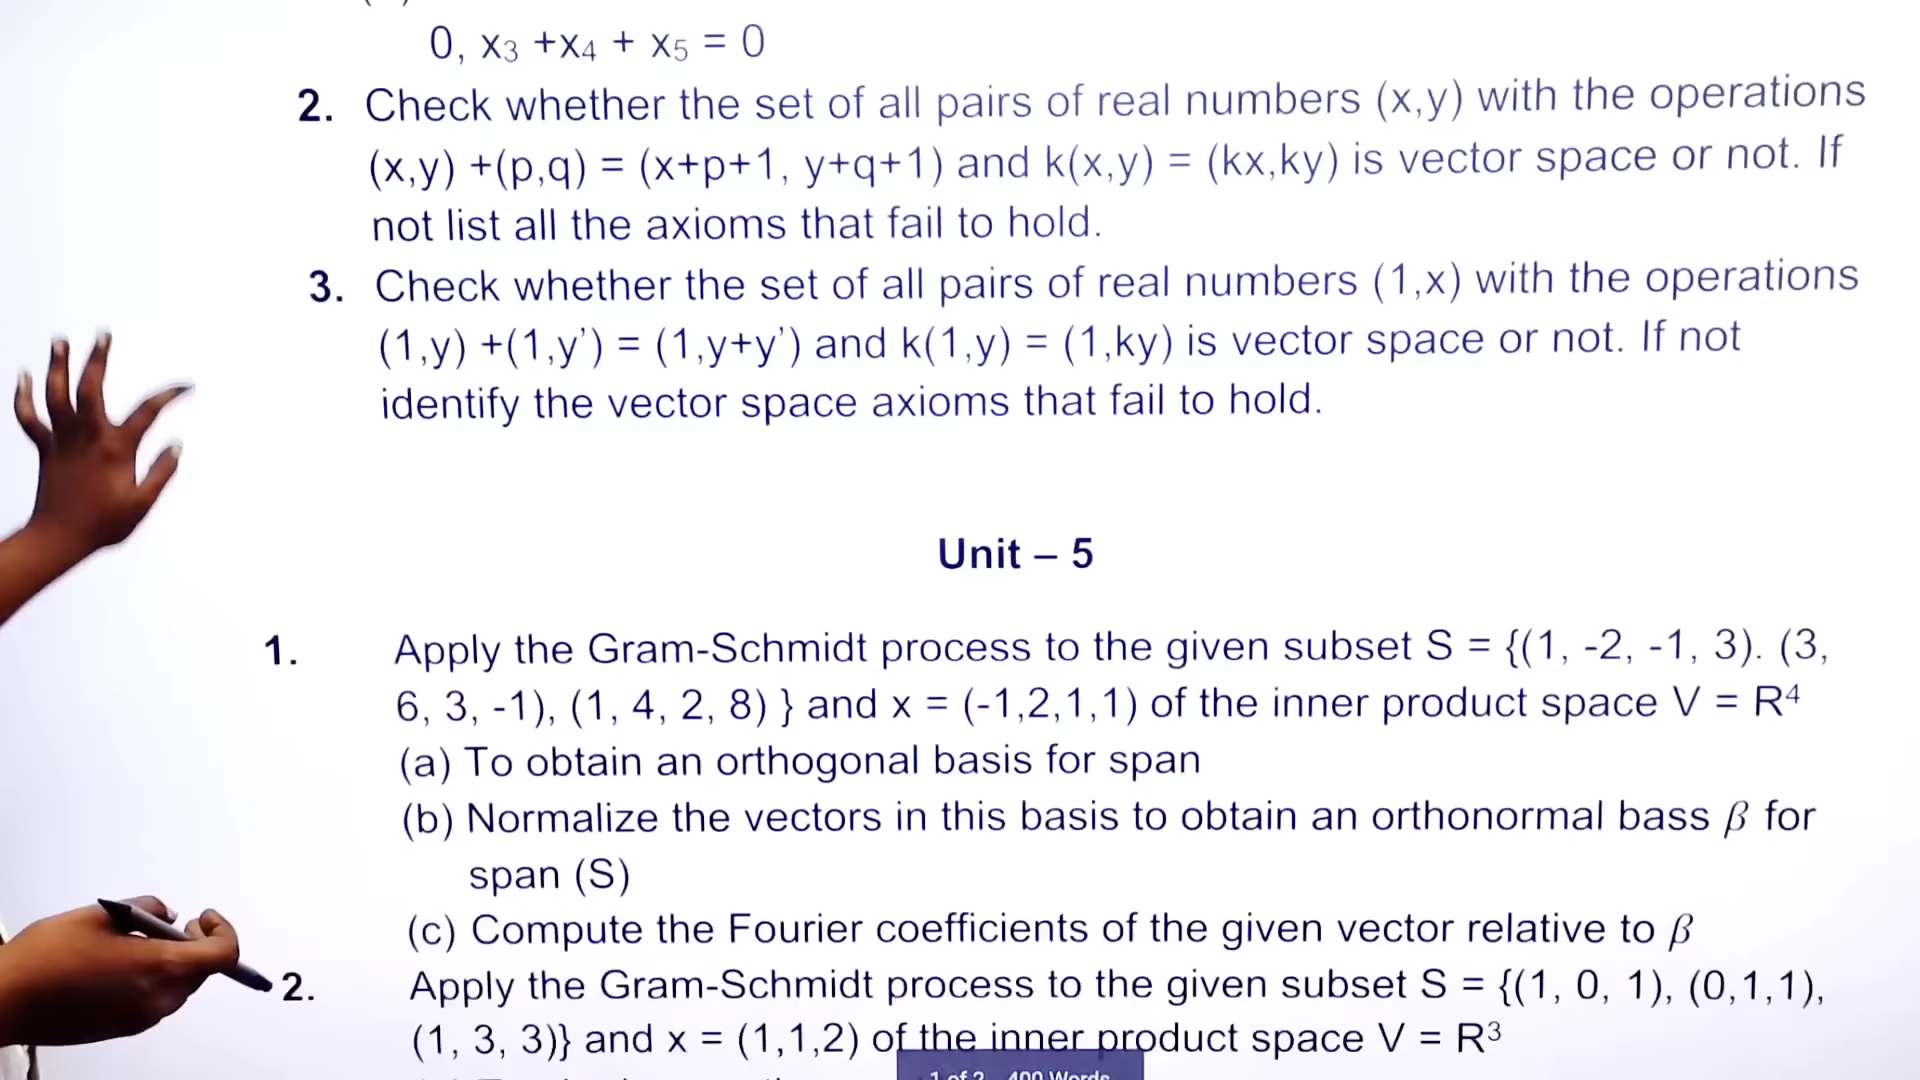 0, x₃ +x₄ + x₅ = 0
2. Check whether the set of all pairs of real numbers (x,y) with the operations
(x,y) +(p,q) = (x+p+1, y+q+1) and k(x,y) = (kx,ky) is vector space or not. If
not list all the axioms that fail to hold.
3. Check whether the set of all pairs of real numbers (1,x) with the operations
(1,y) +(1,y’) = (1,y+y’) and k(1,y) = (1,ky) is vector space or not. If not
identify the vector space axioms that fail to hold.
Unit – 5
1. Apply the Gram-Schmidt process to the given subset S = {(1, -2, -1, 3). (3,
6, 3, -1), (1, 4, 2, 8) } and x = (-1,2,1,1) of the inner product space V = R⁴
(a) To obtain an orthogonal basis for span
(b) Normalize the vectors in this basis to obtain an orthonormal bass β for
span (S)
(c) Compute the Fourier coefficients of the given vector relative to β
2. Apply the Gram-Schmidt process to the given subset S = {(1, 0, 1), (0,1,1),
(1, 3, 3)} and x = (1,1,2) of the inner product space V = R³
1 of 2 400 Words